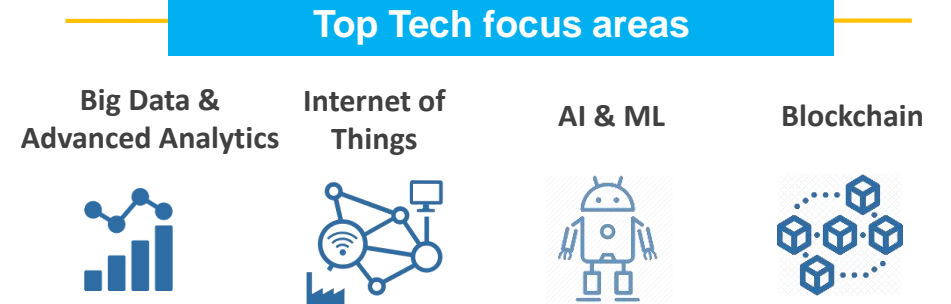 Top Tech focus areas
Big Data &
Advanced Analytics
Internet of
Things
AI & ML
Blockchain